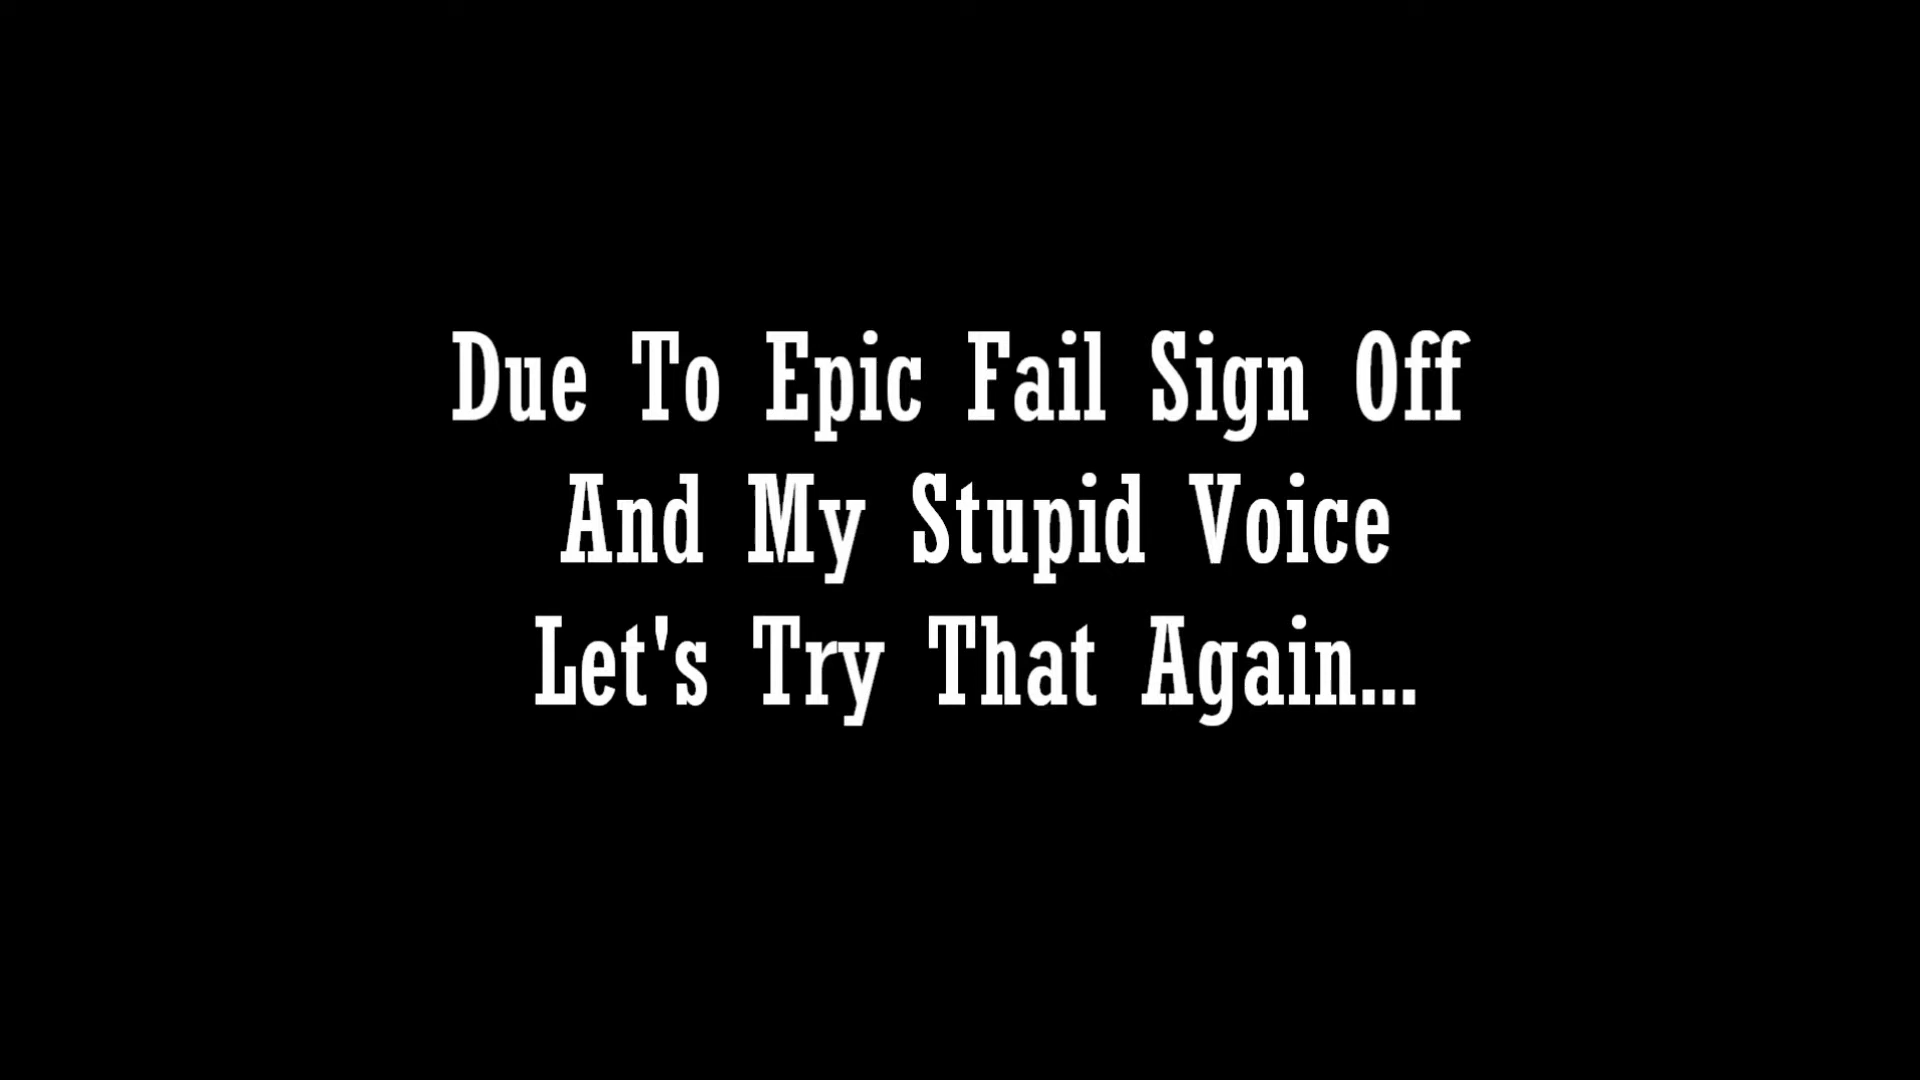 Due To Epic Fail Sign Off
And My Stupid Voice
Let's Try That Again...